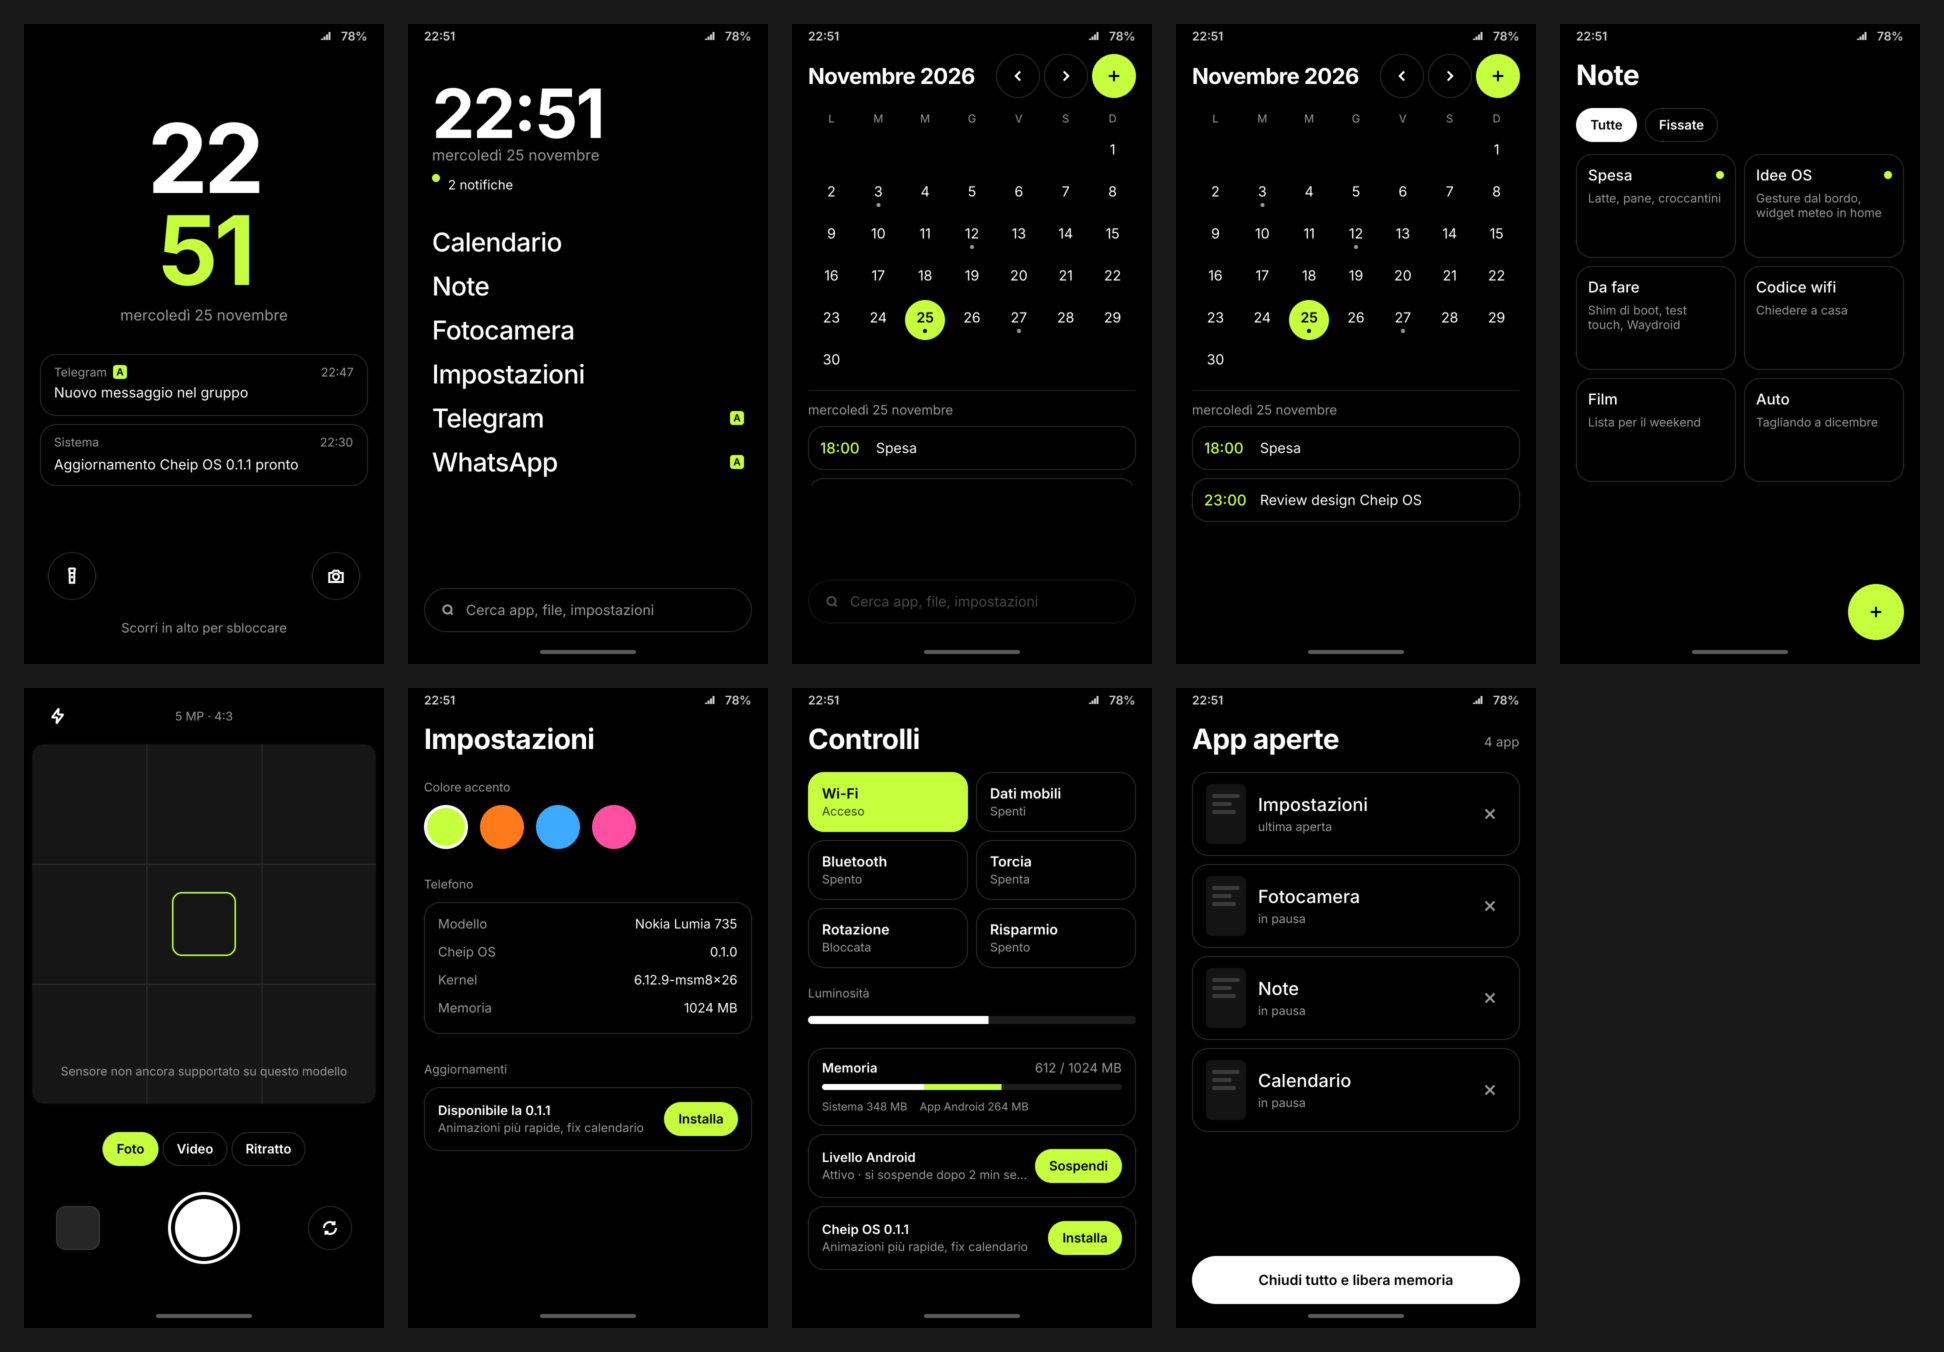 78%
22
51
mercoledì 25 novembre
Telegram A 22:47
Nuovo messaggio nel gruppo
Sistema 22:30
Aggiornamento Cheip OS 0.1.1 pronto
Scorri in alto per sbloccare
22:51 78%
22:51
mercoledì 25 novembre
2 notifiche
Calendario
Note
Fotocamera
Impostazioni
Telegram A
WhatsApp A
Cerca app, file, impostazioni
22:51 78%
Novembre 2026 +
L M M G V S D
1
2 3 4 5 6 7 8
9 10 11 12 13 14 15
16 17 18 19 20 21 22
23 24 25 26 27 28 29
30
mercoledì 25 novembre
18:00 Spesa
Cerca app, file, impostazioni
22:51 78%
Novembre 2026 +
L M M G V S D
1
2 3 4 5 6 7 8
9 10 11 12 13 14 15
16 17 18 19 20 21 22
23 24 25 26 27 28 29
30
mercoledì 25 novembre
18:00 Spesa
23:00 Review design Cheip OS
22:51 78%
Note
Tutte Fissate
Spesa
Latte, pane, croccantini
Idee OS
Gesture dal bordo,
widget meteo in home
Da fare
Shim di boot, test
touch, Waydroid
Codice wifi
Chiedere a casa
Film
Lista per il weekend
Auto
Tagliando a dicembre
+
5 MP · 4:3
Sensore non ancora supportato su questo modello
Foto Video Ritratto
22:51 78%
Impostazioni
Colore accento
Telefono
Modello Nokia Lumia 735
Cheip OS 0.1.0
Kernel 6.12.9-msm8×26
Memoria 1024 MB
Aggiornamenti
Disponibile la 0.1.1
Animazioni più rapide, fix calendario
Installa
22:51 78%
Controlli
Wi-Fi
Acceso
Dati mobili
Spenti
Bluetooth
Spento
Torcia
Spenta
Rotazione
Bloccata
Risparmio
Spento
Luminosità
Memoria 612 / 1024 MB
Sistema 348 MB App Android 264 MB
Livello Android
Attivo · si sospende dopo 2 min se...
Sospendi
Cheip OS 0.1.1
Animazioni più rapide, fix calendario
Installa
22:51 78%
App aperte 4 app
Impostazioni
ultima aperta
Fotocamera
in pausa
Note
in pausa
Calendario
in pausa
Chiudi tutto e libera memoria